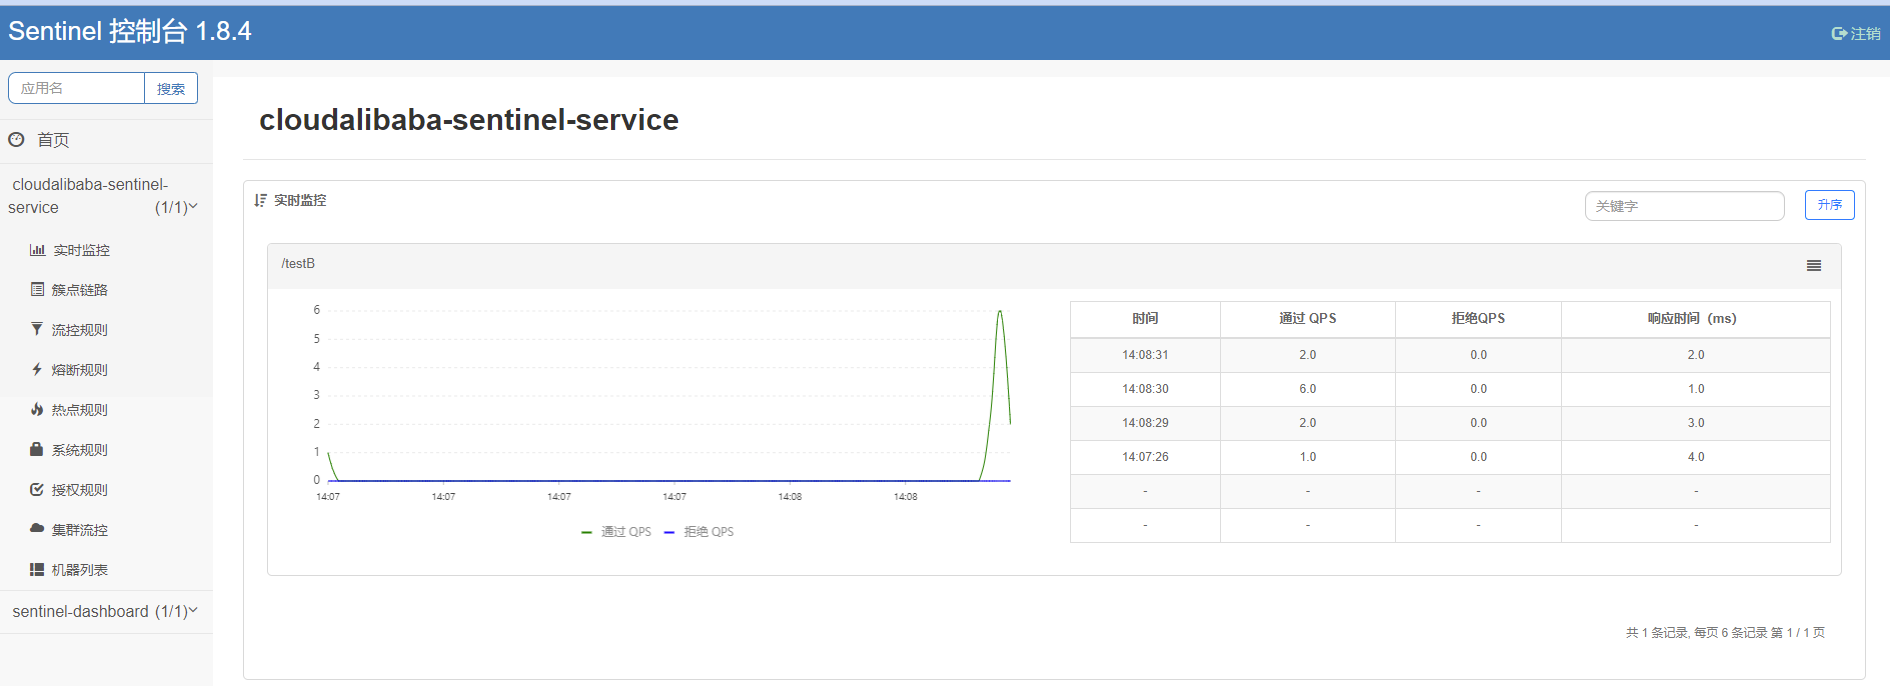 Sentinel 控制台 1.8.4
注销
应用名 搜索
首页
cloudalibaba-sentinel-
service (1/1)
实时监控
簇点链路
流控规则
熔断规则
热点规则
系统规则
授权规则
集群流控
机器列表
sentinel-dashboard (1/1)
cloudalibaba-sentinel-service
实时监控 关键字 升序
/testB
6
5
4
3
2
1
0
14:07 14:07 14:07 14:07 14:08 14:08
通过 QPS 拒绝 QPS
时间 通过 QPS 拒绝QPS 响应时间（ms）
14:08:31 2.0 0.0 2.0
14:08:30 6.0 0.0 1.0
14:08:29 2.0 0.0 3.0
14:07:26 1.0 0.0 4.0
- - - -
- - - -
共 1 条记录, 每页 6 条记录 第 1 / 1 页